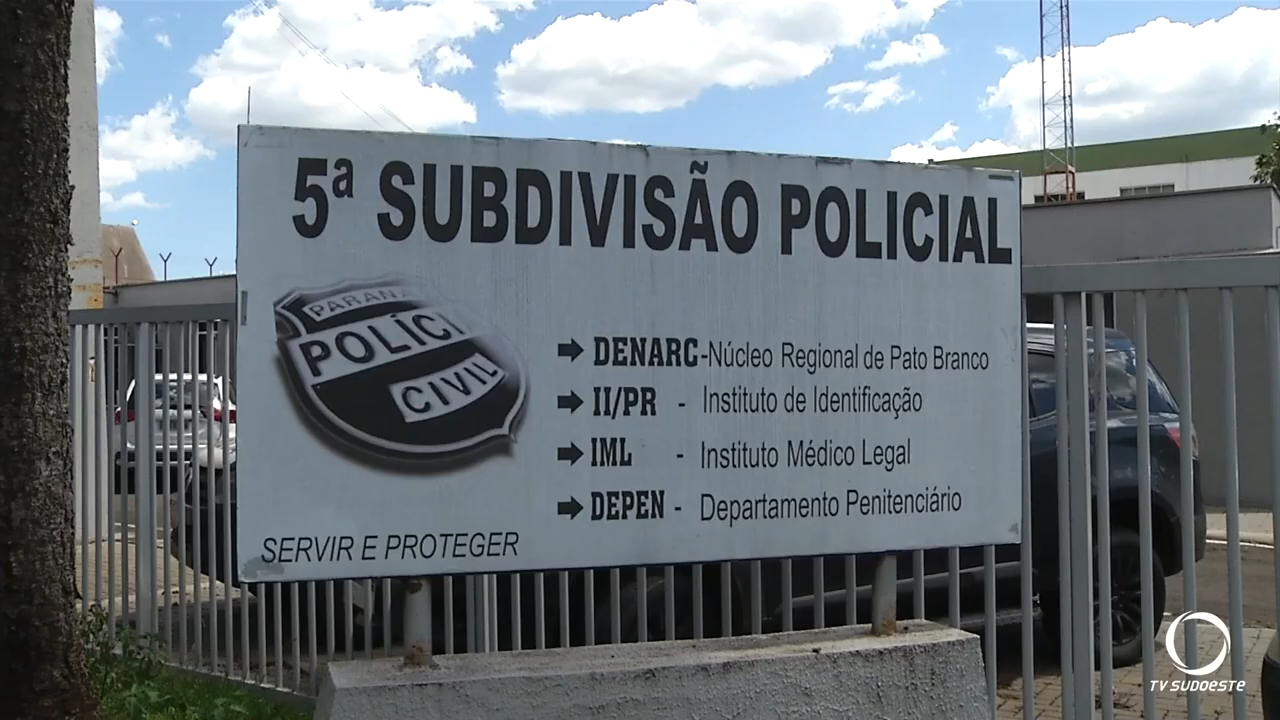 5ª SUBDIVISÃO POLICIAL
PARANÁ
POLÍCI
CIVIL
DENARC-Núcleo Regional de Pato Branco
II/PR - Instituto de Identificação
IML - Instituto Médico Legal
DEPEN - Departamento Penitenciário
SERVIR E PROTEGER
TV SUDOESTE